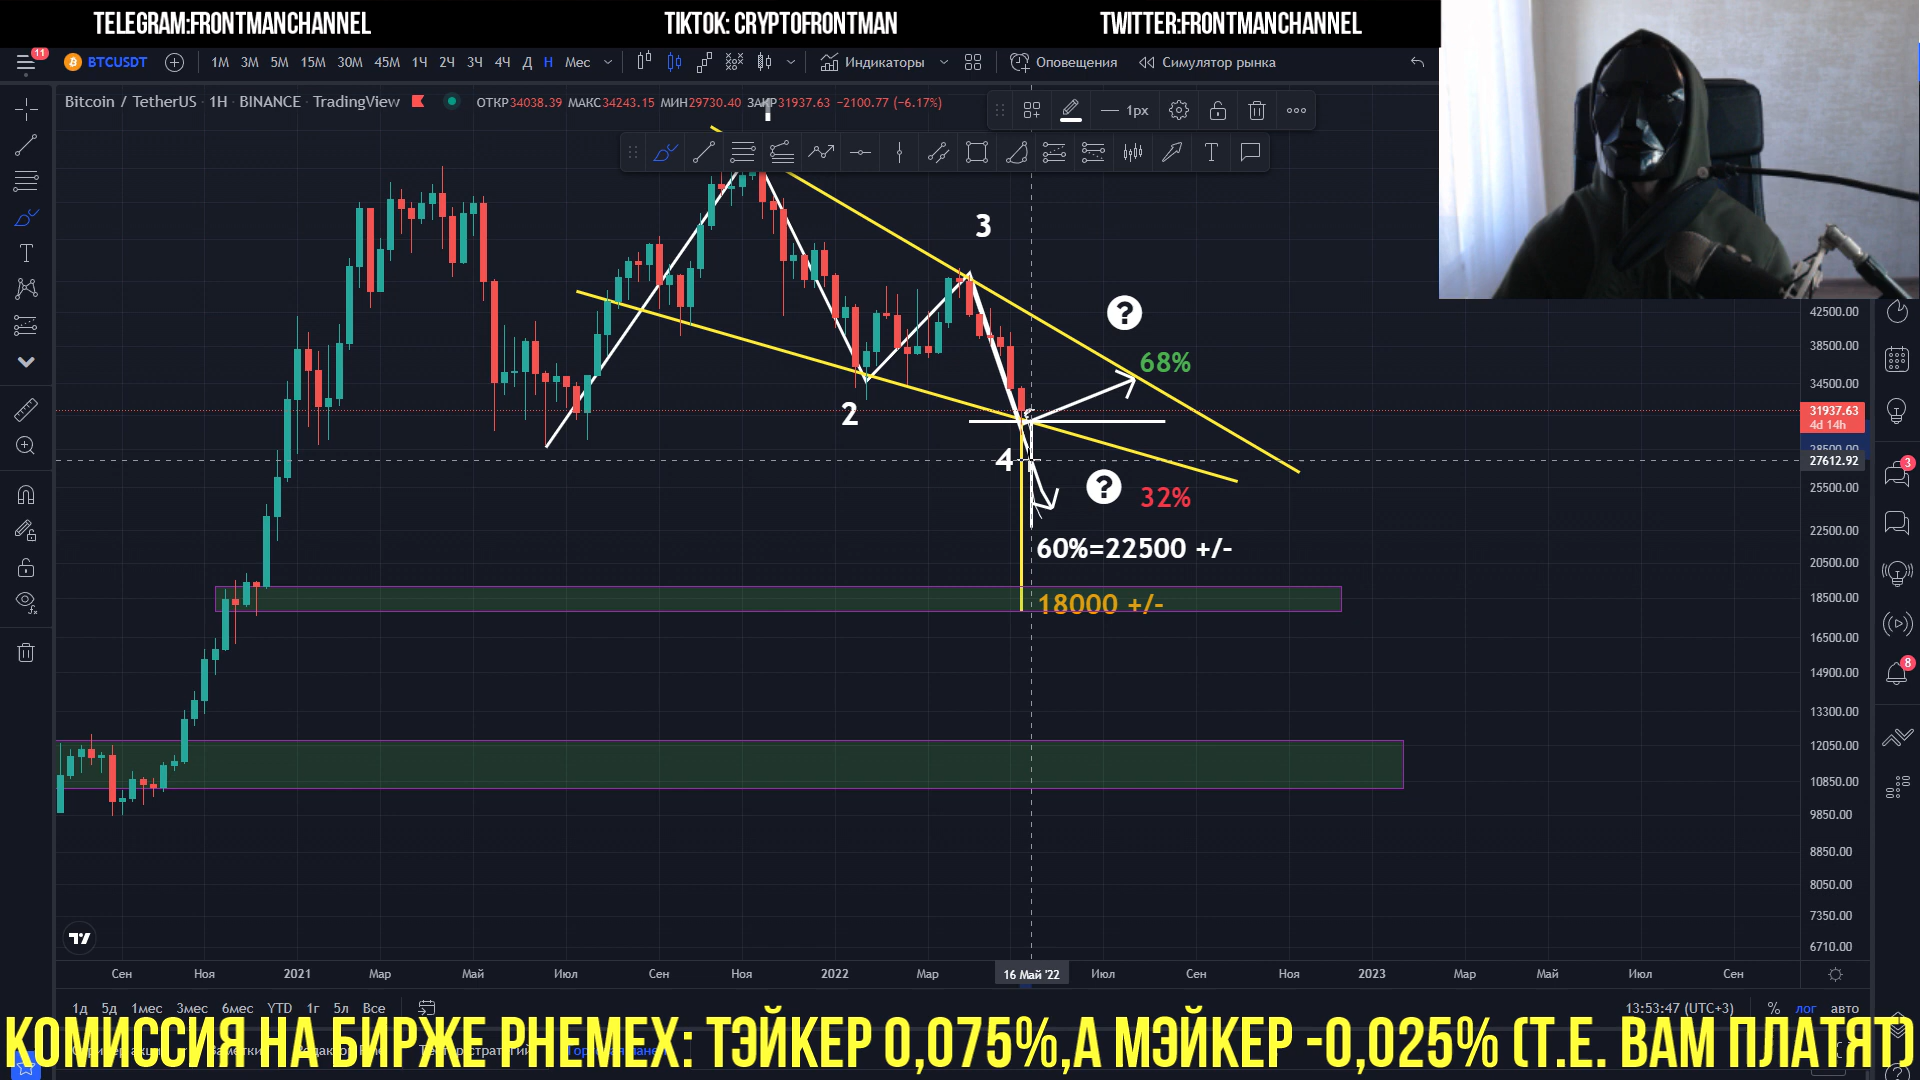 TELEGRAM:FRONTMANCHANNEL
TIKTOK: CRYPTOFRONTMAN
TWITTER:FRONTMANCHANNEL
11
BTCUSDT
1М 3М 5М 15М 30М 45М 1Ч 2Ч 3Ч 4Ч Д Н Мес
Индикаторы
Оповещения
Симулятор рынка
Bitcoin / TetherUS · 1Н · BINANCE · TradingView
ОТКР34038.39 МАКС34243.15 МИН29730.40 ЗАКР31937.63 −2100.77 (−6.17%)
1px
T
1
3
?
68%
2
4
?
32%
60%=22500 +/-
18000 +/-
42500.00
38500.00
34500.00
31937.63
4d 14h
27612.92
25500.00
22500.00
20500.00
18500.00
16500.00
14900.00
13300.00
12050.00
10850.00
9850.00
8850.00
8050.00
7350.00
6710.00
3
8
Сен Ноя 2021 Мар Май Июл Сен Ноя 2022 Мар 16 Май '22 Июл Сен Ноя 2023 Мар Май Июл Сен
1д 5д 1мес 3мес 6мес YTD 1г 5л Все
13:53:47 (UTC+3) % лог авто
КОМИССИЯ НА БИРЖЕ PHEMEX: ТЭЙКЕР 0,075%,А МЭЙКЕР -0,025% (Т.Е. ВАМ ПЛАТЯТ)